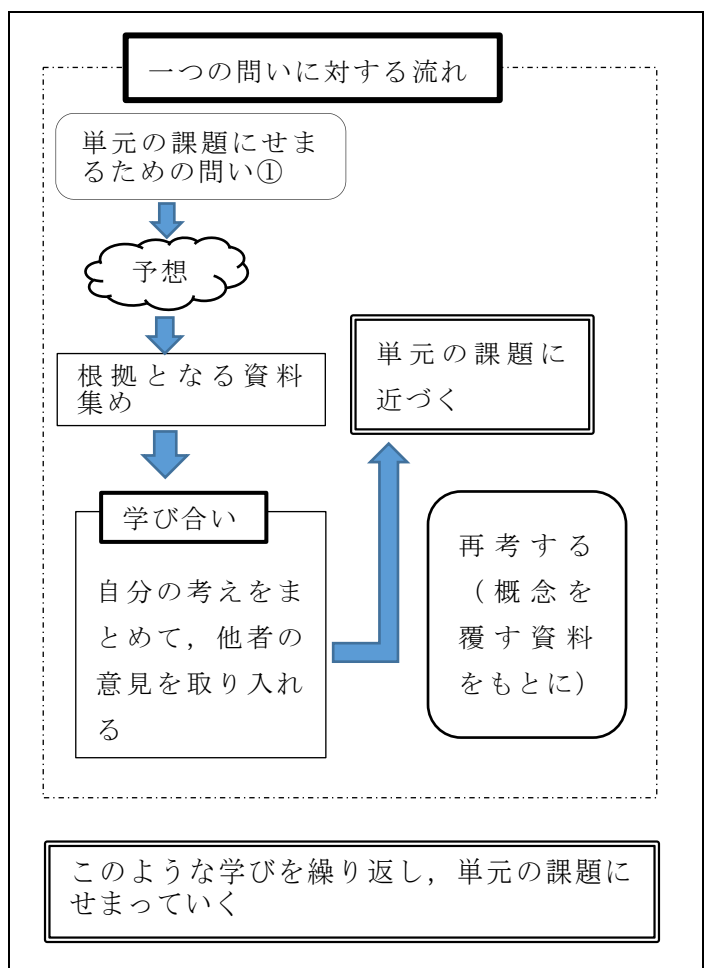 一つの問いに対する流れ
単元の課題にせま
るための問い①
予想
根拠となる資料
集め
学び合い
自分の考えをま
とめて，他者の
意見を取り入れ
る
単元の課題に
近づく
再考する
（概念を
覆す資料
をもとに）
このような学びを繰り返し，単元の課題に
せまっていく